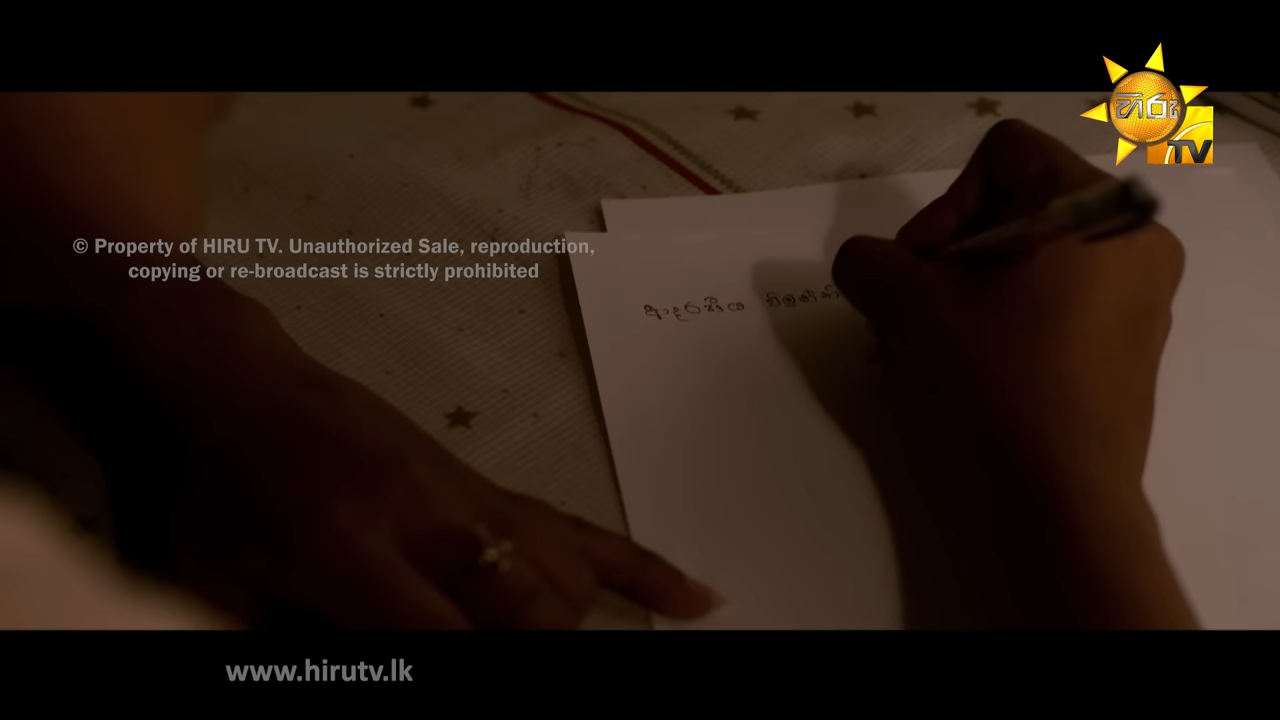 හිරු
TV
© Property of HIRU TV. Unauthorized Sale, reproduction,
copying or re-broadcast is strictly prohibited
ආදරණීය
www.hirutv.lk